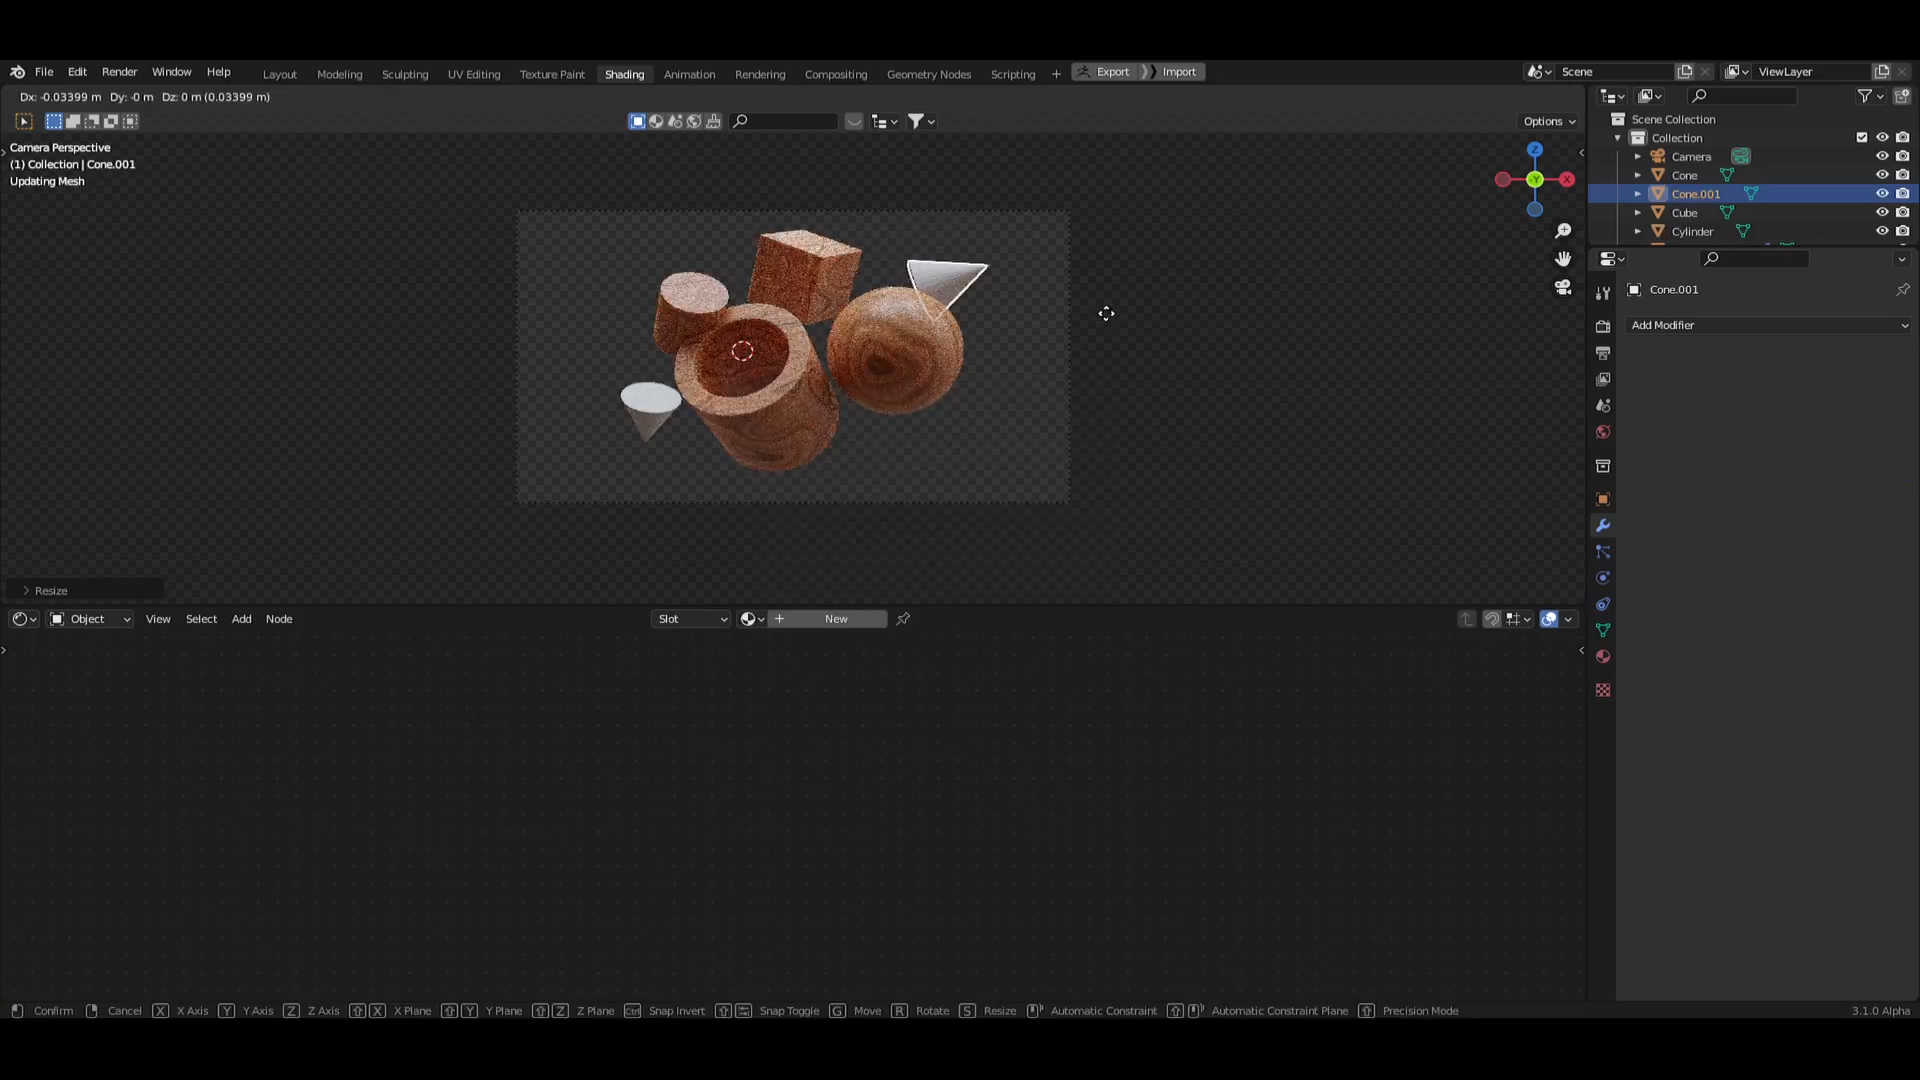 File Edit Render Window Help Layout Modeling Sculpting UV Editing Texture Paint Shading Animation Rendering Compositing Geometry Nodes Scripting + Export Import Scene ViewLayer
Dx: -0.03399 m Dy: -0 m Dz: 0 m (0.03399 m)
Options
Camera Perspective
(1) Collection | Cone.001
Updating Mesh
Z
-Y
X
Scene Collection
Collection
Camera
Cone
Cone.001
Cube
Cylinder
Cone.001
Add Modifier
Resize
Object View Select Add Node Slot + New
Confirm Cancel X X Axis Y Y Axis Z Z Axis X X Plane Y Y Plane Z Z Plane Ctrl Snap Invert Snap Toggle G Move R Rotate S Resize Automatic Constraint Automatic Constraint Plane Precision Mode 3.1.0 Alpha